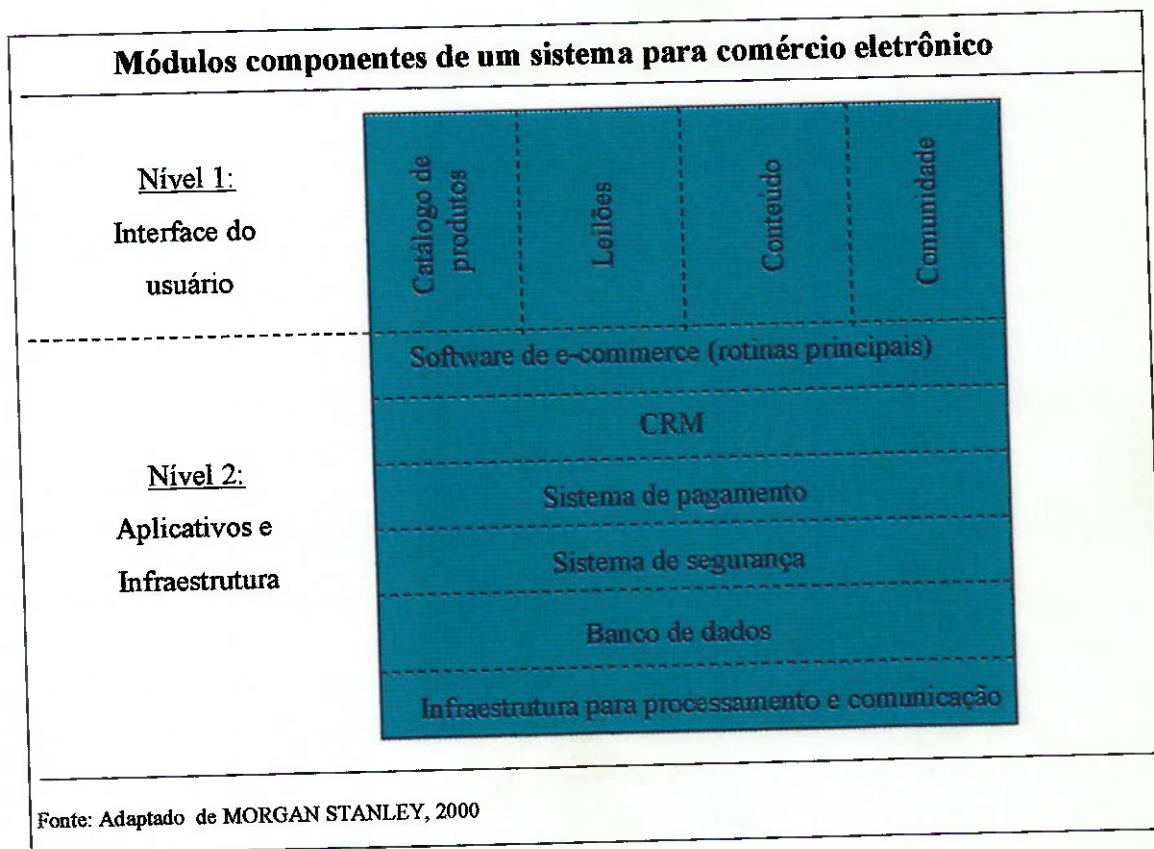 Módulos componentes de um sistema para comércio eletrônico
Nível 1:
Interface do
usuário
Catálogo de
produtos
Leilões
Conteúdo
Comunidade
Software de e-commerce (rotinas principais)
CRM
Nível 2:
Aplicativos e
Infraestrutura
Sistema de pagamento
Sistema de segurança
Banco de dados
Infraestrutura para processamento e comunicação
Fonte: Adaptado de MORGAN STANLEY, 2000